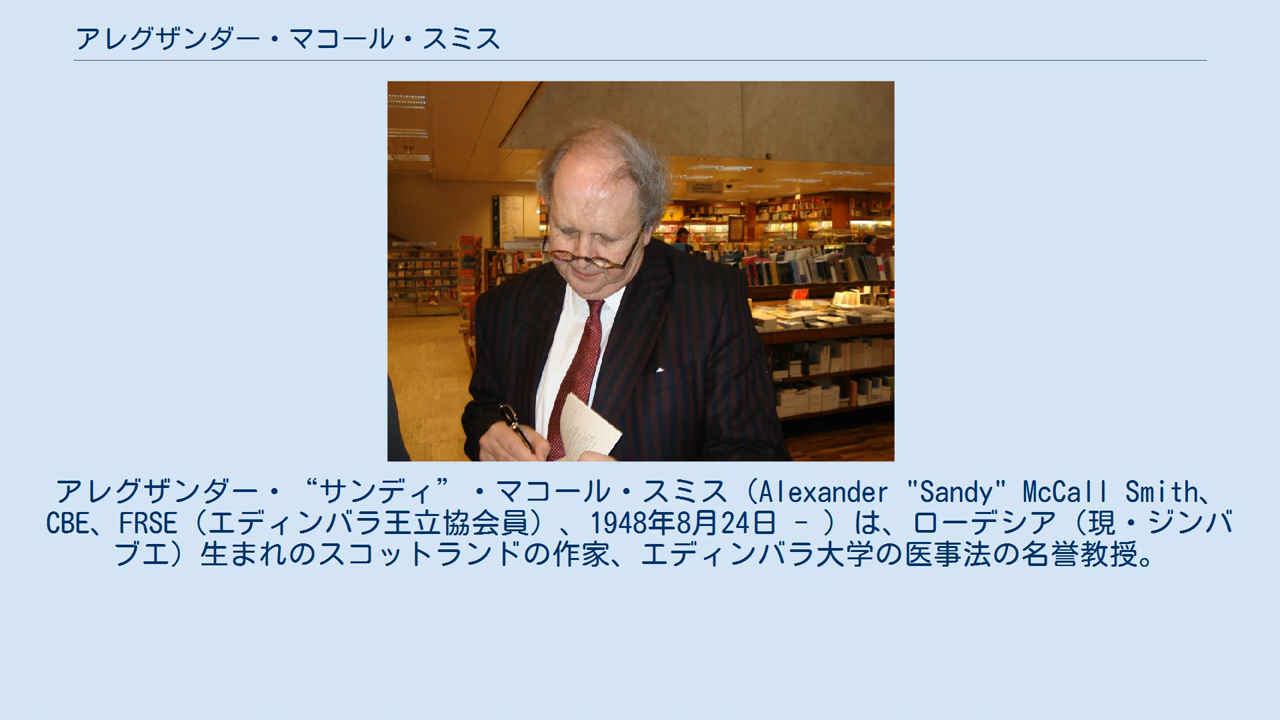 アレグザンダー・マコール・スミス
アレグザンダー・“サンディ”・マコール・スミス（Alexander "Sandy" McCall Smith、
CBE、FRSE（エディンバラ王立協会員）、1948年8月24日 - ）は、ローデシア（現・ジンバ
ブエ）生まれのスコットランドの作家、エディンバラ大学の医事法の名誉教授。